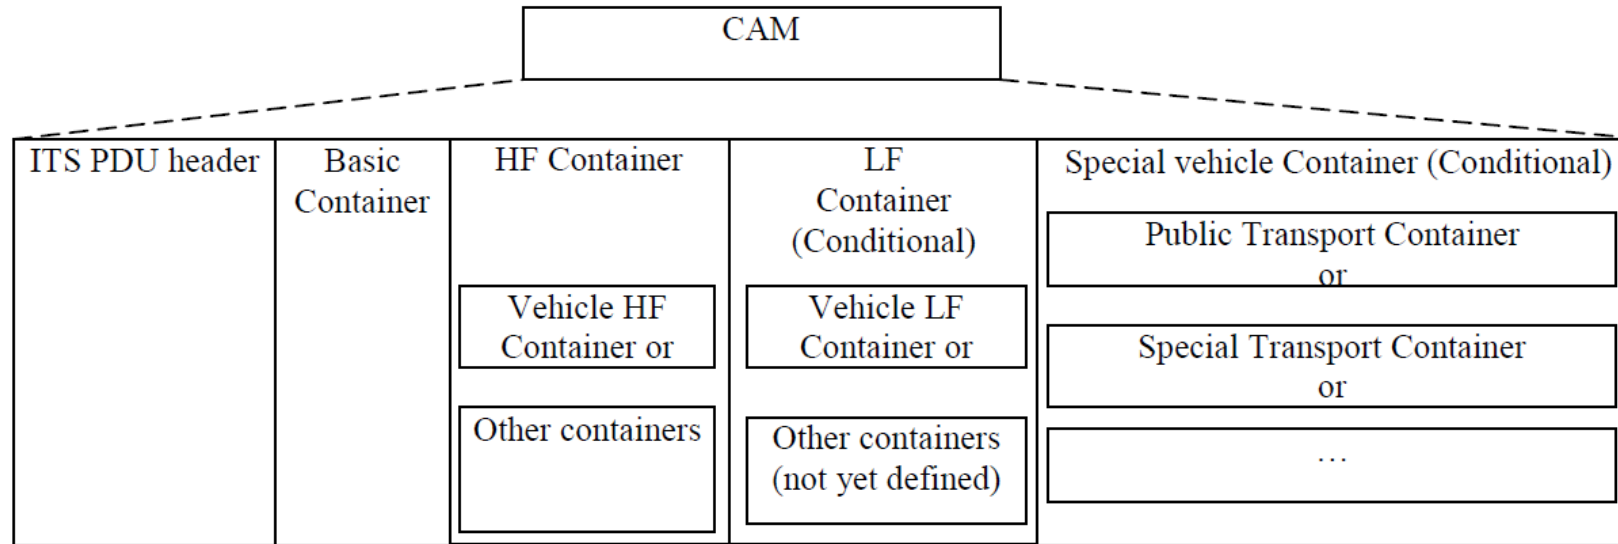 CAM
ITS PDU header
Basic
Container
HF Container
Vehicle HF
Container or
Other containers
LF
Container
(Conditional)
Vehicle LF
Container or
Other containers
(not yet defined)
Special vehicle Container (Conditional)
Public Transport Container
or
Special Transport Container
or
…